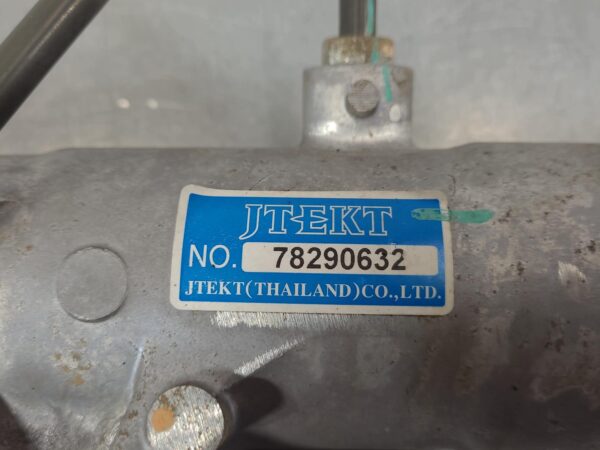 JTEKT
NO. 78290632
JTEKT(THAILAND)CO.,LTD.